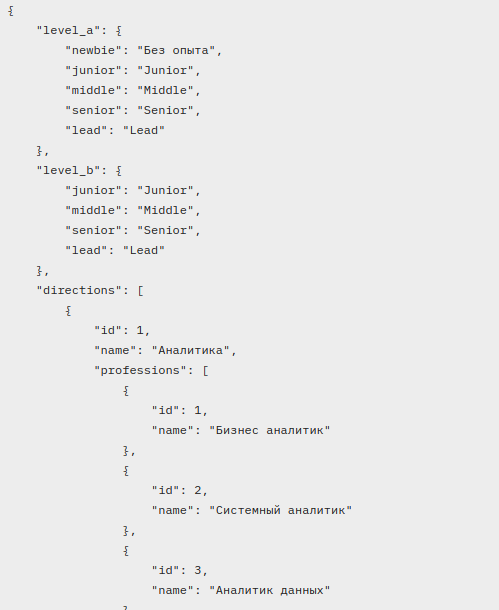 {
    "level_a": {
        "newbie": "Без опыта",
        "junior": "Junior",
        "middle": "Middle",
        "senior": "Senior",
        "lead": "Lead"
    },
    "level_b": {
        "junior": "Junior",
        "middle": "Middle",
        "senior": "Senior",
        "lead": "Lead"
    },
    "directions": [
        {
            "id": 1,
            "name": "Аналитика",
            "professions": [
                {
                    "id": 1,
                    "name": "Бизнес аналитик"
                },
                {
                    "id": 2,
                    "name": "Системный аналитик"
                },
                {
                    "id": 3,
                    "name": "Аналитик данных"
                }